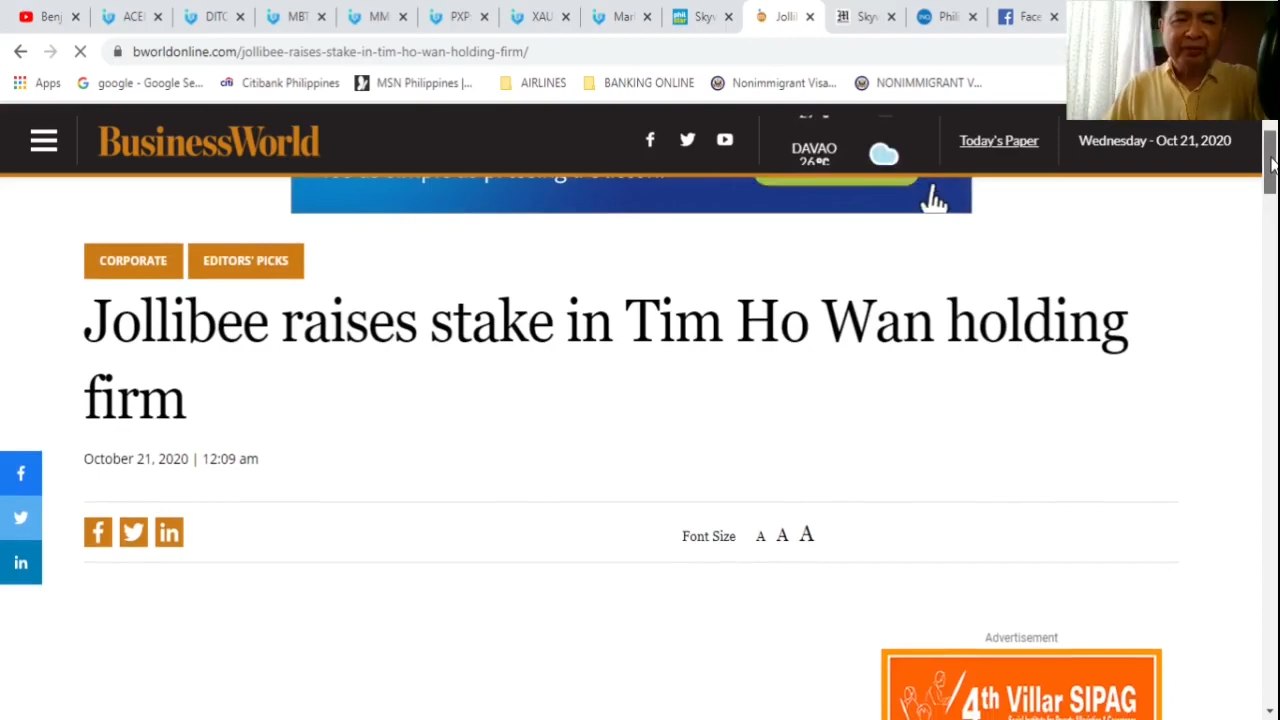 Benj
ACE
DITC
MBT
MM
PXP
XAU
Mar
Sky
Jolli
Sky
Phili
Face
bworldonline.com/jollibee-raises-stake-in-tim-ho-wan-holding-firm/
Apps
google - Google Se...
Citibank Philippines
MSN Philippines |...
AIRLINES
BANKING ONLINE
Nonimmigrant Visa...
NONIMMIGRANT V...
BusinessWorld
DAVAO
26°C
Today's Paper
Wednesday - Oct 21, 2020
CORPORATE
EDITORS' PICKS
Jollibee raises stake in Tim Ho Wan holding
firm
October 21, 2020 | 12:09 am
Font Size A A A
Advertisement
4th Villar SIPAG